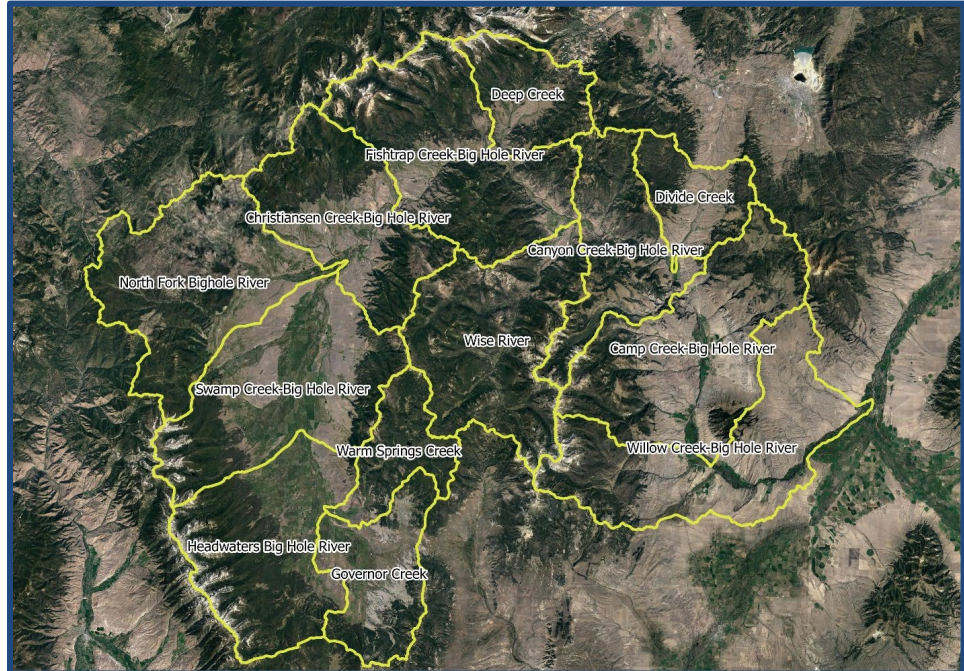 Deep Creek
Fishtrap Creek-Big Hole River
Divide Creek
Christiansen Creek-Big Hole River
Canyon Creek-Big Hole River
North Fork Bighole River
Wise River
Camp Creek-Big Hole River
Swamp Creek-Big Hole River
Warm Springs Creek
Willow Creek-Big Hole River
Headwaters Big Hole River
Governor Creek